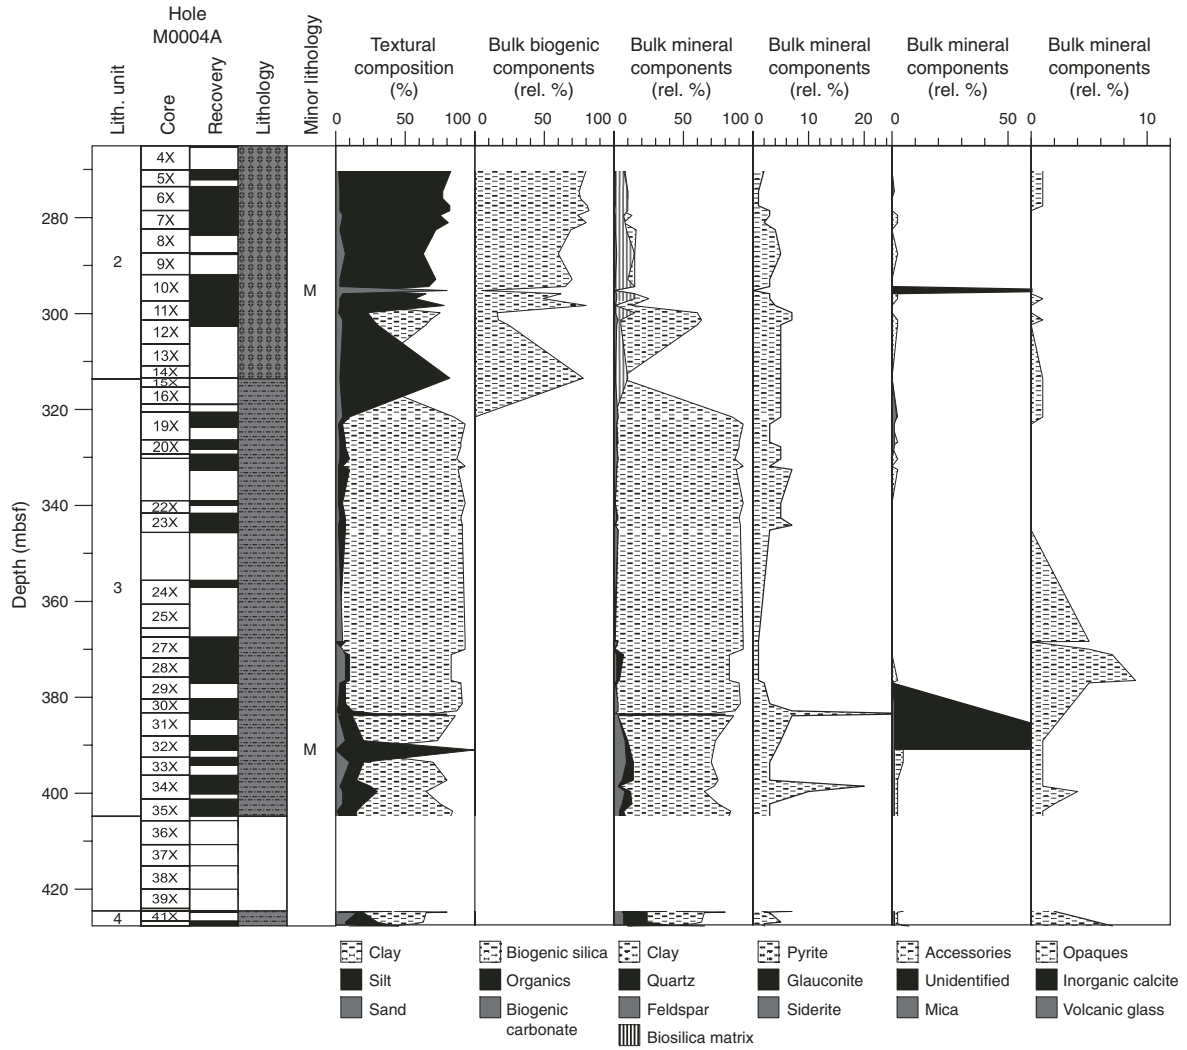 Hole
M0004A
Lith. unit
Core
Recovery
Lithology
Minor lithology
Textural
composition
(%)
Bulk biogenic
components
(rel. %)
Bulk mineral
components
(rel. %)
Bulk mineral
components
(rel. %)
Bulk mineral
components
(rel. %)
Bulk mineral
components
(rel. %)
0 50 100
0 50 100
0 50 100
0 10 20
0 50
0 10
Depth (mbsf)
280
300
320
340
360
380
400
420
2
3
4
4X
5X
6X
7X
8X
9X
10X
11X
12X
13X
14X
15X
16X
19X
20X
22X
23X
24X
25X
27X
28X
29X
30X
31X
32X
33X
34X
35X
36X
37X
38X
39X
41X
M
M
Clay
Silt
Sand
Biogenic silica
Organics
Biogenic
carbonate
Clay
Quartz
Feldspar
Biosilica matrix
Pyrite
Glauconite
Siderite
Accessories
Unidentified
Mica
Opaques
Inorganic calcite
Volcanic glass